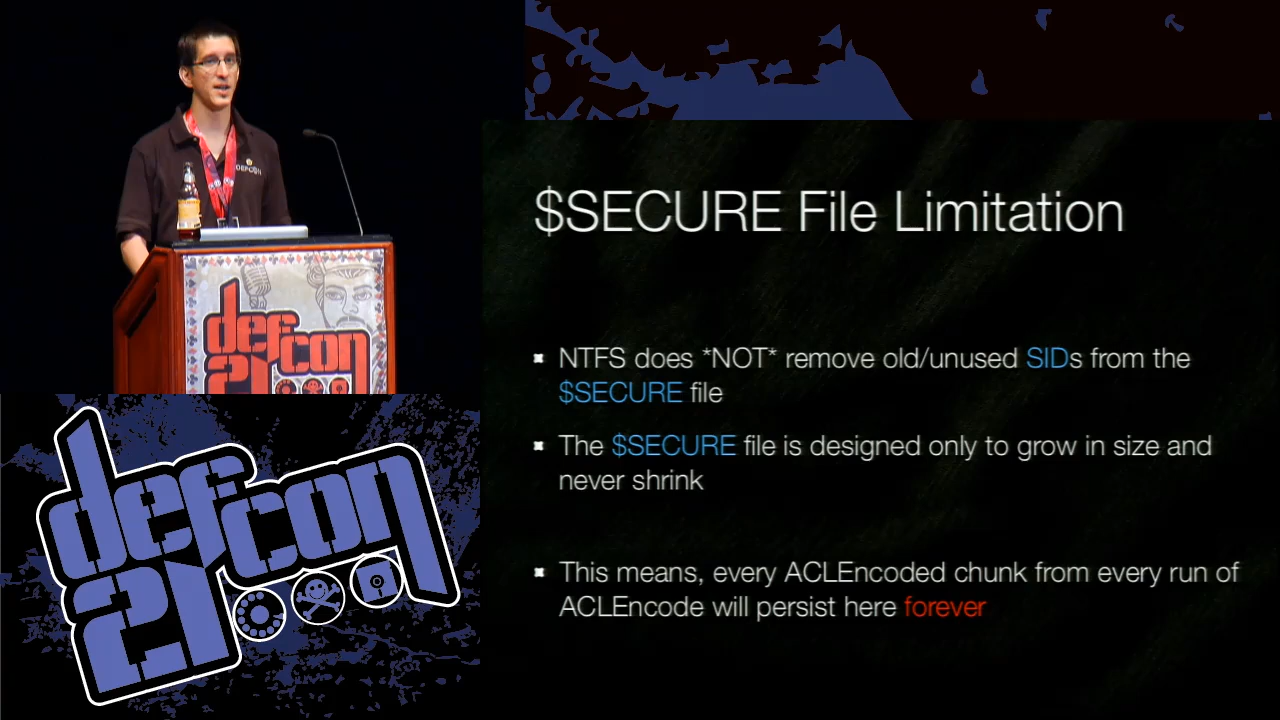 DEFCON
defcon
21
$SECURE File Limitation
NTFS does *NOT* remove old/unused SIDs from the
$SECURE file
The $SECURE file is designed only to grow in size and
never shrink
This means, every ACLEncoded chunk from every run of
ACLEncode will persist here forever
defcon
21